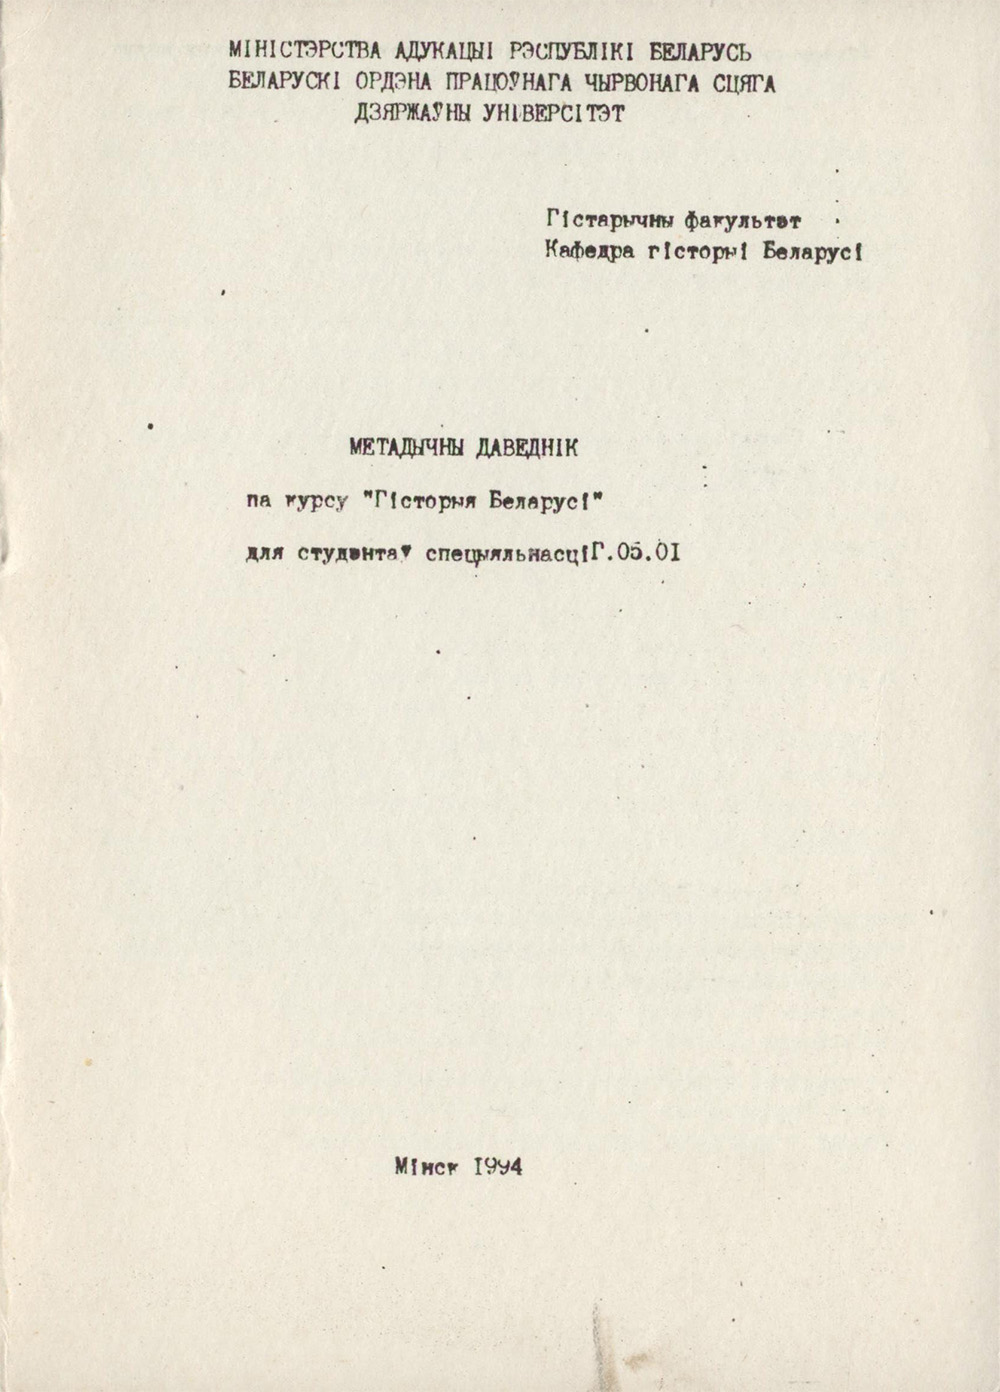 МІНІСТЭРСТВА АДУКАЦЫІ РЭСПУБЛІКІ БЕЛАРУСЬ
БЕЛАРУСКІ ОРДЭНА ПРАЦОЎНАГА ЧЫРВОНАГА СЦЯГА
ДЗЯРЖАЎНЫ УНІВЕРСІТЭТ
Гістарычны факультэт
Кафедра гісторыі Беларусі
МЕТАДЫЧНЫ ДАВЕДНІК
па курсу "Гісторыя Беларусі"
для студэнтаў спецыяльнасціГ.05.01
Мінск 1994